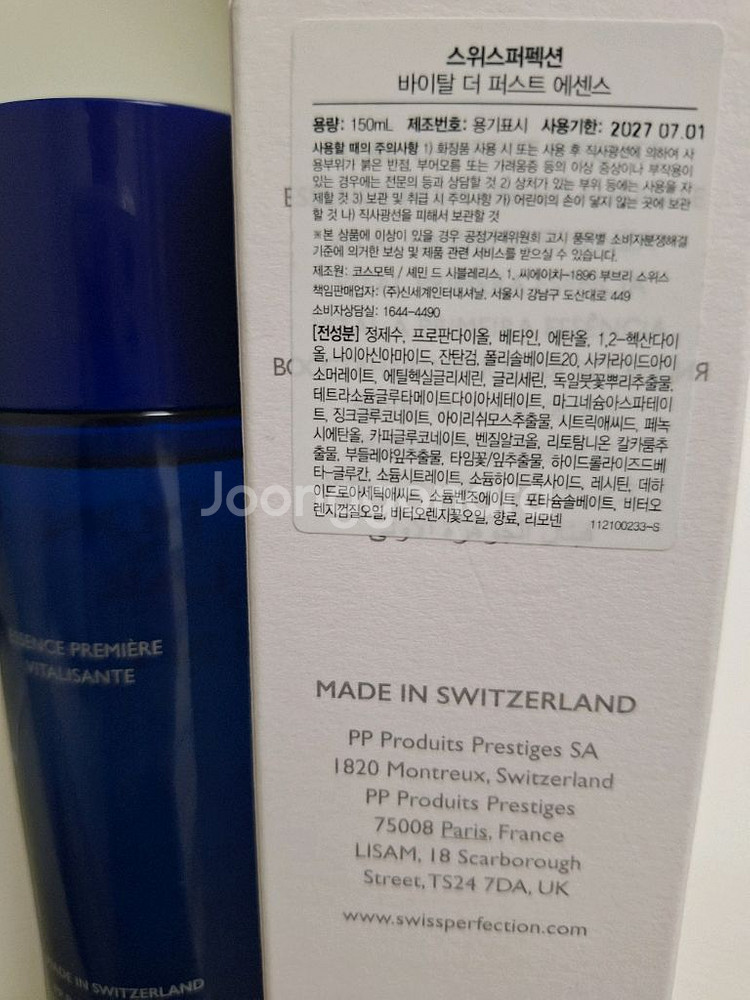 스위스퍼펙션
바이탈 더 퍼스트 에센스
용량: 150mL 제조번호: 용기표시 사용기한: 2027 07.01
사용할 때의 주의사항 1) 화장품 사용 시 또는 사용 후 직사광선에 의하여 사
용부위가 붉은 반점, 부어오름 또는 가려움증 등의 이상 증상이나 부작용이
있는 경우에는 전문의 등과 상담할 것 2) 상처가 있는 부위 등에는 사용을 자
제할 것 3) 보관 및 취급 시 주의사항 가) 어린이의 손이 닿지 않는 곳에 보관
할 것 나) 직사광선을 피해서 보관할 것
※본 상품에 이상이 있을 경우 공정거래위원회 고시 품목별 소비자분쟁해결
기준에 의거한 보상 및 제품 관련 서비스를 받으실 수 있습니다.
제조원: 코스모텍 / 셰민 드 시블레리스, 1, 씨에이치-1896 부브리 스위스
책임판매업자: (주)신세계인터내셔날, 서울시 강남구 도산대로 449
소비자상담실: 1644-4490
[전성분] 정제수, 프로판다이올, 베타인, 에탄올, 1,2-헥산다이
올, 나이아신아마이드, 잔탄검, 폴리솔베이트20, 사카라이드아이
소머레이트, 에틸헥실글리세린, 글리세린, 독일붓꽃뿌리추출물,
테트라소듐글루타메이트다이아세테이트, 마그네슘아스파테이
트, 징크글루코네이트, 아이리쉬모스추출물, 시트릭애씨드, 페녹
시에탄올, 카퍼글루코네이트, 벤질알코올, 리토탐니온 칼카룸추
출물, 부들레야잎추출물, 타임꽃/잎추출물, 하이드롤라이즈드베
타-글루칸, 소듐시트레이트, 소듐하이드록사이드, 레시틴, 데하
이드로아세틱애씨드, 소듐벤조에이트, 포타슘솔베이트, 비터오
렌지껍질오일, 비터오렌지꽃오일, 향료, 리모넨 112100233-S
ESSENCE PREMIÈRE
VITALISANTE
MADE IN SWITZERLAND
PP Produits Prestiges SA
1820 Montreux, Switzerland
PP Produits Prestiges
75008 Paris, France
LISAM, 18 Scarborough
Street, TS24 7DA, UK
www.swissperfection.com
MADE IN SWITZERLAND